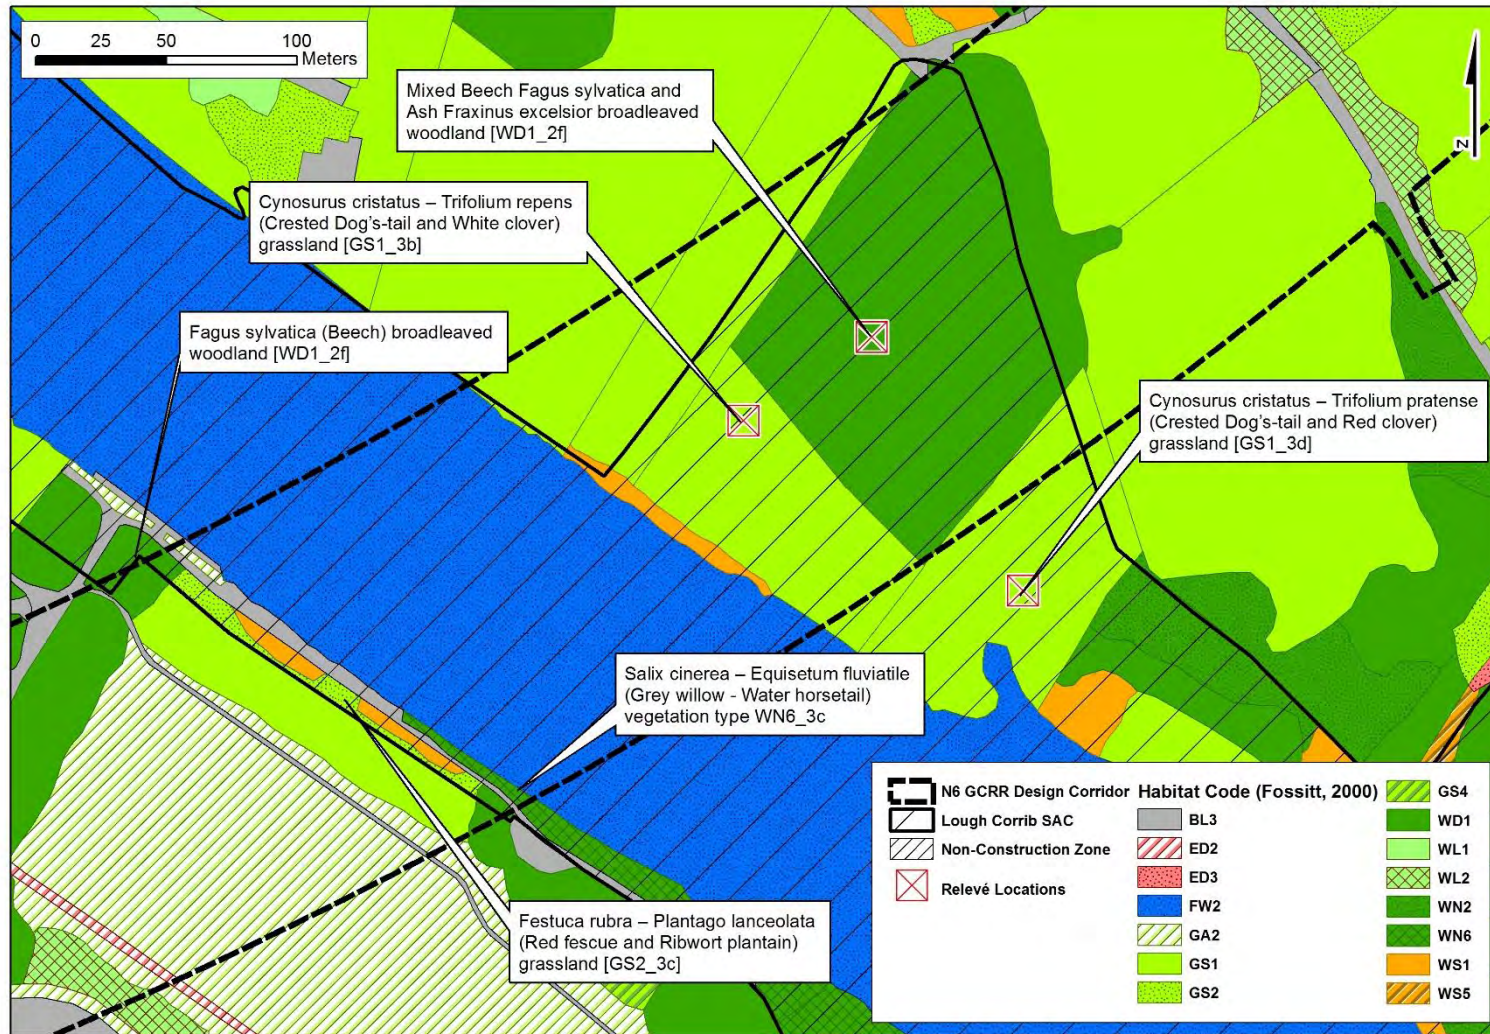 0 25 50 100
Meters
Mixed Beech Fagus sylvatica and
Ash Fraxinus excelsior broadleaved
woodland [WD1_2f]
Cynosurus cristatus – Trifolium repens
(Crested Dog's-tail and White clover)
grassland [GS1_3b]
Fagus sylvatica (Beech) broadleaved
woodland [WD1_2f]
Cynosurus cristatus – Trifolium pratense
(Crested Dog's-tail and Red clover)
grassland [GS1_3d]
Salix cinerea – Equisetum fluviatile
(Grey willow - Water horsetail)
vegetation type WN6_3c
Festuca rubra – Plantago lanceolata
(Red fescue and Ribwort plantain)
grassland [GS2_3c]
N
N6 GCRR Design Corridor
Lough Corrib SAC
Non-Construction Zone
Relevé Locations
Habitat Code (Fossitt, 2000)
BL3
ED2
ED3
FW2
GA2
GS1
GS2
GS4
WD1
WL1
WL2
WN2
WN6
WS1
WS5